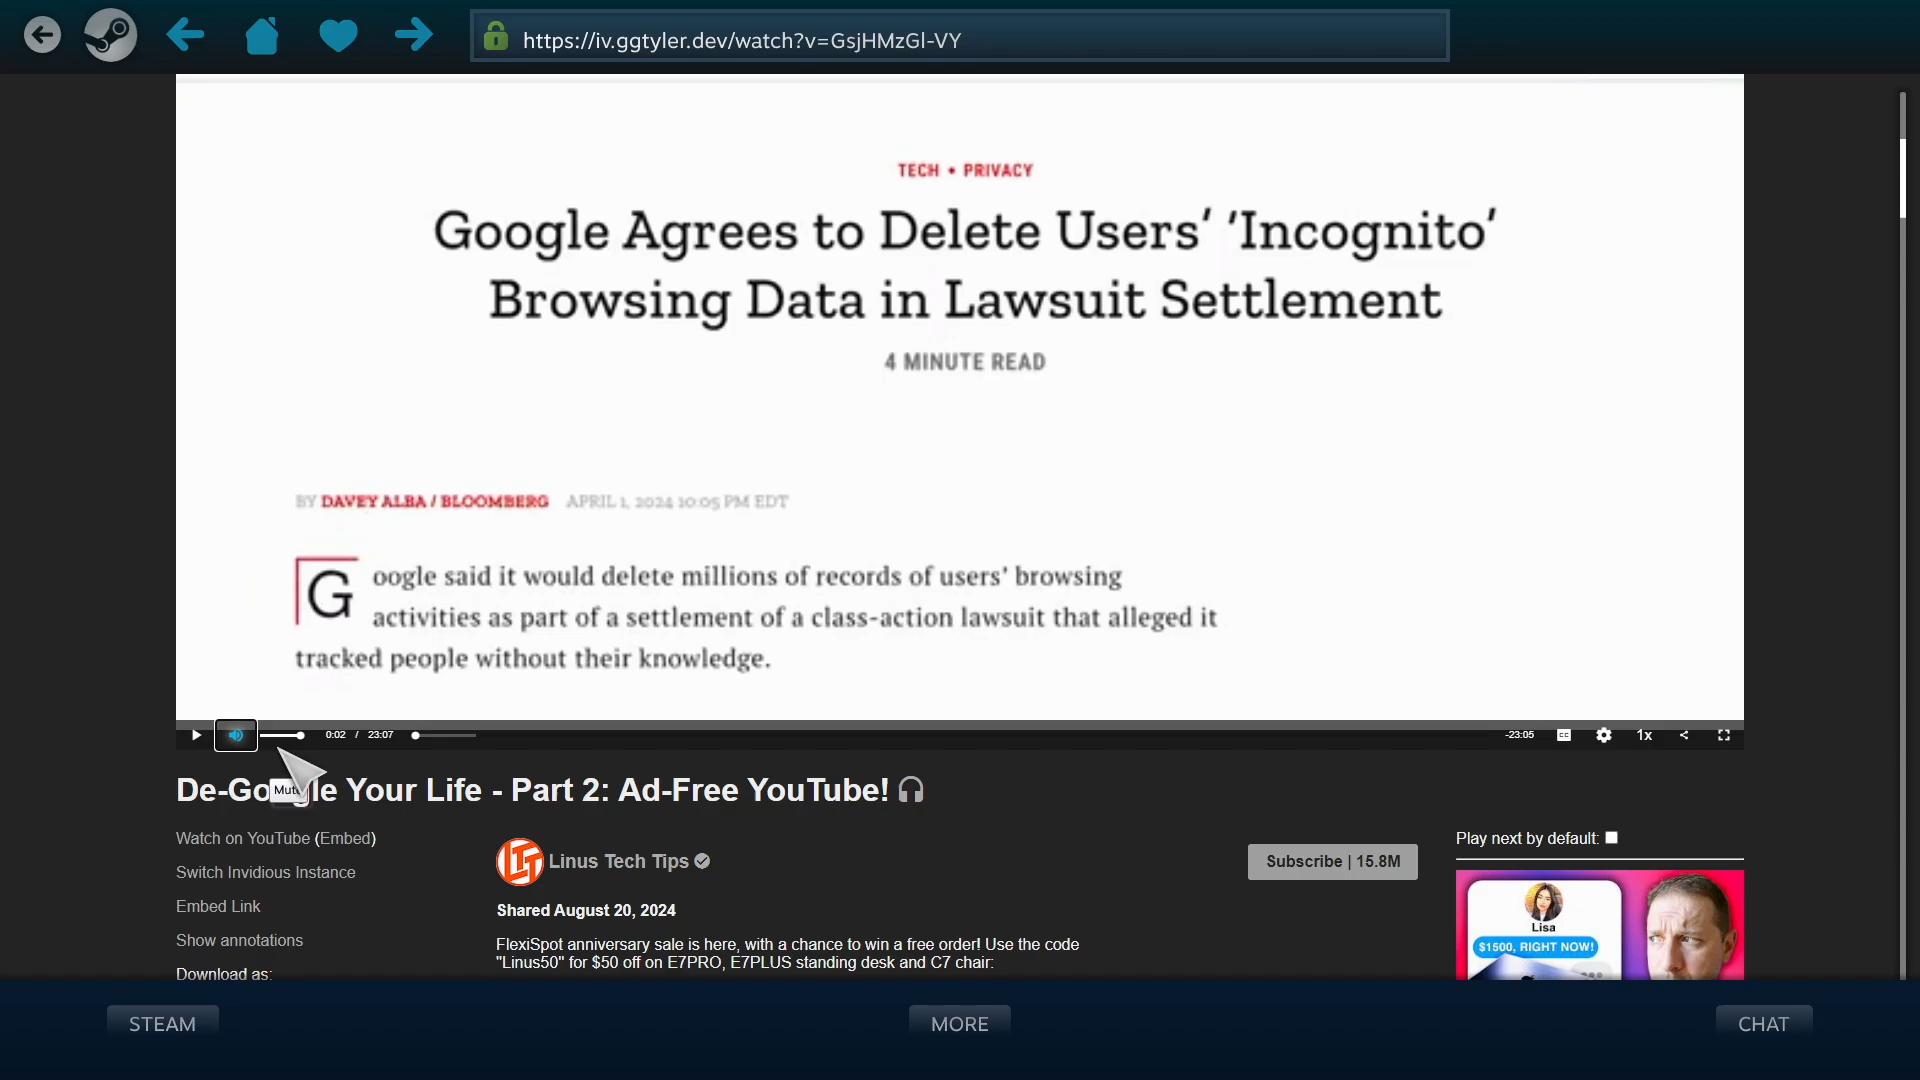 https://iv.ggtyler.dev/watch?v=GsjHMzGl-VY
TECH • PRIVACY
Google Agrees to Delete Users’ ‘Incognito’
Browsing Data in Lawsuit Settlement
4 MINUTE READ
BY DAVEY ALBA / BLOOMBERG APRIL 1, 2024 10:05 PM EDT
Google said it would delete millions of records of users’ browsing
activities as part of a settlement of a class-action lawsuit that alleged it
tracked people without their knowledge.
0:02 / 23:07
-23:05
CC
1x
De-Google Your Life - Part 2: Ad-Free YouTube!
Mute
Watch on YouTube (Embed)
Switch Invidious Instance
Embed Link
Show annotations
Download as:
LTT
Linus Tech Tips
Subscribe | 15.8M
Shared August 20, 2024
FlexiSpot anniversary sale is here, with a chance to win a free order! Use the code
"Linus50" for $50 off on E7PRO, E7PLUS standing desk and C7 chair:
Play next by default:
Lisa
$1500, RIGHT NOW!
STEAM
MORE
CHAT